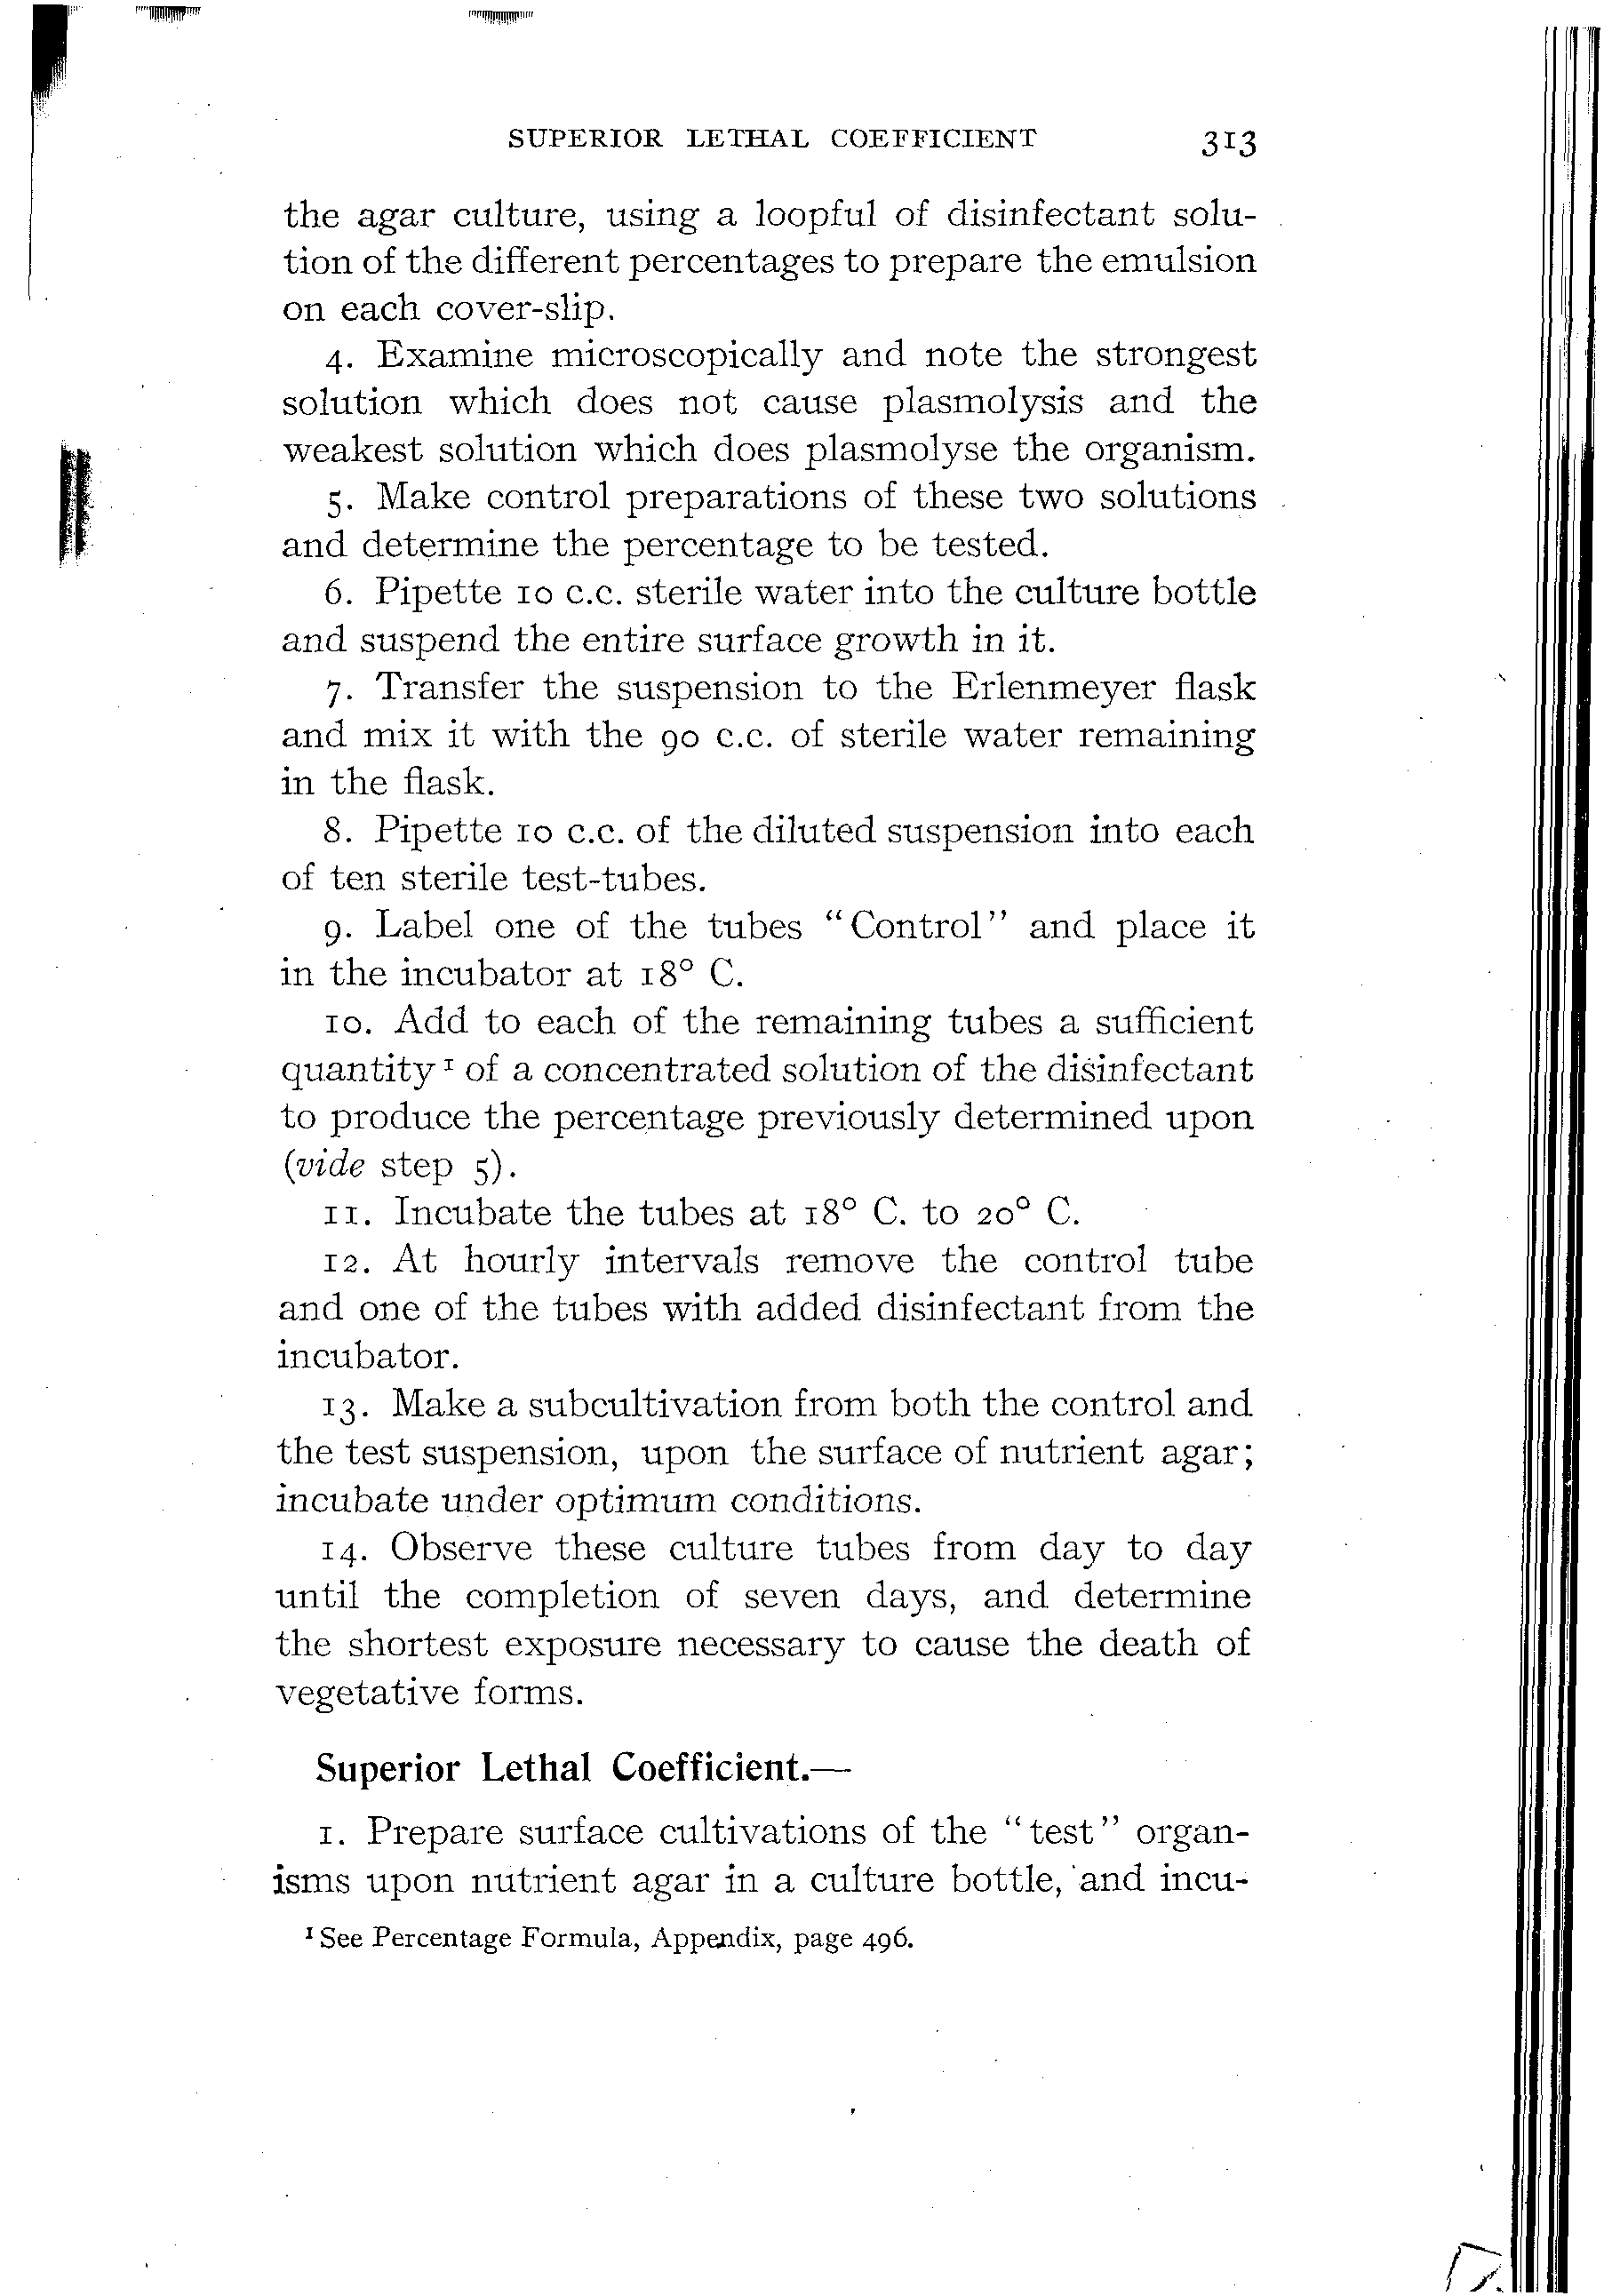 SUPERIOR LETHAL COEFFICIENT 313
the agar culture, using a loopful of disinfectant solu-
tion of the different percentages to prepare the emulsion
on each cover-slip.
4. Examine microscopically and note the strongest
solution which does not cause plasmolysis and the
weakest solution which does plasmolyse the organism.
5. Make control preparations of these two solutions
and determine the percentage to be tested.
6. Pipette 10 c.c. sterile water into the culture bottle
and suspend the entire surface growth in it.
7. Transfer the suspension to the Erlenmeyer flask
and mix it with the 90 c.c. of sterile water remaining
in the flask.
8. Pipette 10 c.c. of the diluted suspension into each
of ten sterile test-tubes.
9. Label one of the tubes "Control" and place it
in the incubator at 18° C.
10. Add to each of the remaining tubes a sufficient
quantity¹ of a concentrated solution of the disinfectant
to produce the percentage previously determined upon
(vide step 5).
11. Incubate the tubes at 18° C. to 20° C.
12. At hourly intervals remove the control tube
and one of the tubes with added disinfectant from the
incubator.
13. Make a subcultivation from both the control and
the test suspension, upon the surface of nutrient agar;
incubate under optimum conditions.
14. Observe these culture tubes from day to day
until the completion of seven days, and determine
the shortest exposure necessary to cause the death of
vegetative forms.
Superior Lethal Coefficient.—
1. Prepare surface cultivations of the "test" organ-
isms upon nutrient agar in a culture bottle, and incu-
¹ See Percentage Formula, Appendix, page 496.